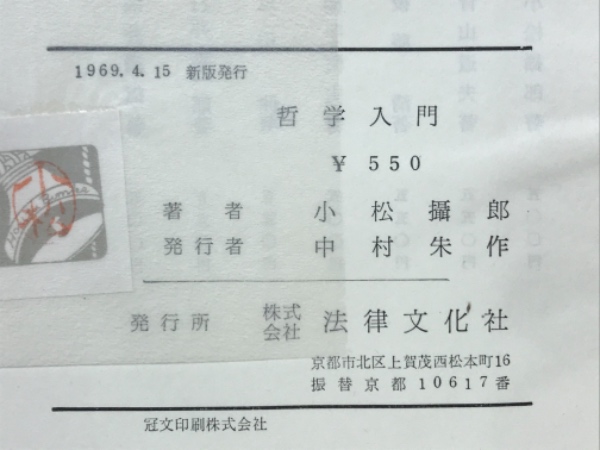 1969.4.15 新版発行
哲学入門
¥550
著者 小松攝郎
発行者 中村朱作
発行所 株式会社 法律文化社
京都市北区上賀茂西松本町16
振替京都10617番
冠文印刷株式会社
小松